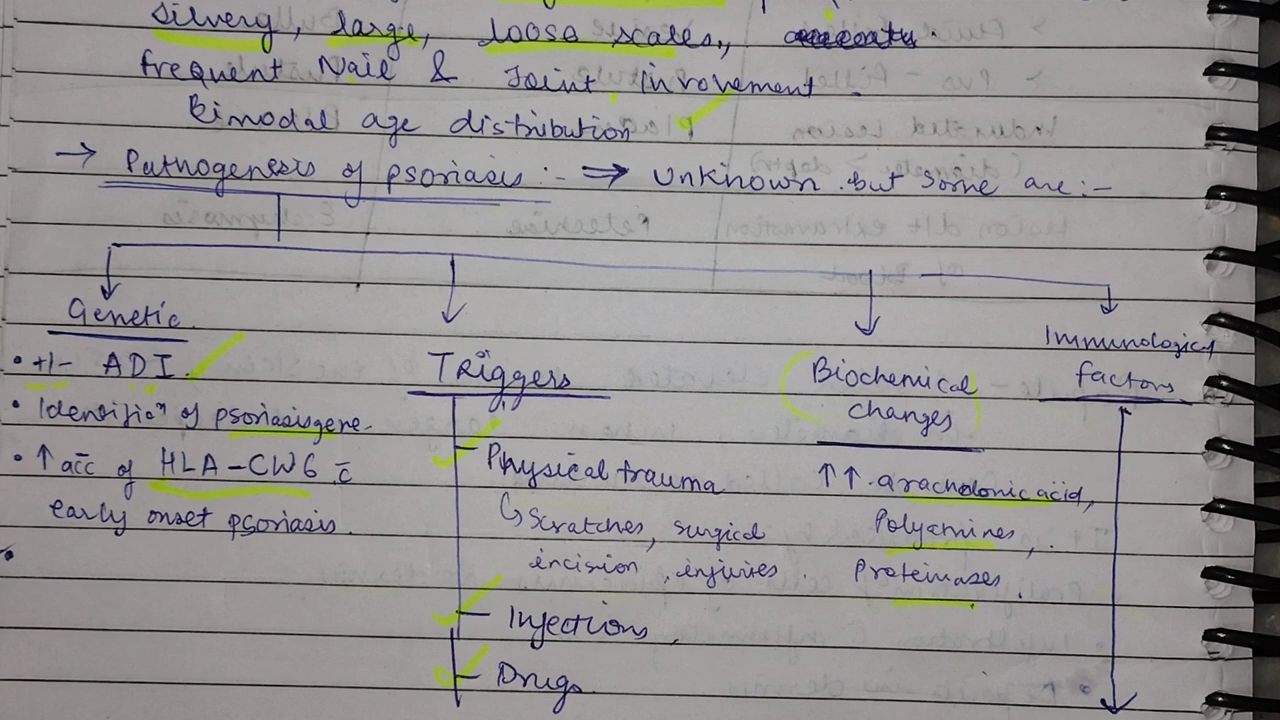 silvery, large, loose scales,
frequent Nail & Joint involvement.
Bimodal age distribution
→ Pathogenesis of psoriasis :- ⇒ Unknown but some are :-
Genetic
• +/- ADI.
• Identific^n of psoriasisgene.
• ↑ acc of HLA-CW6 c̄
early onset psoriasis.
Triggers
Physical trauma
↳ Scratches, surgical
incision, injuries.
Injections,
Drugs.
Biochemical
changes
↑↑ arachidonic acid,
Polyamines,
Proteinases.
Immunological
factors